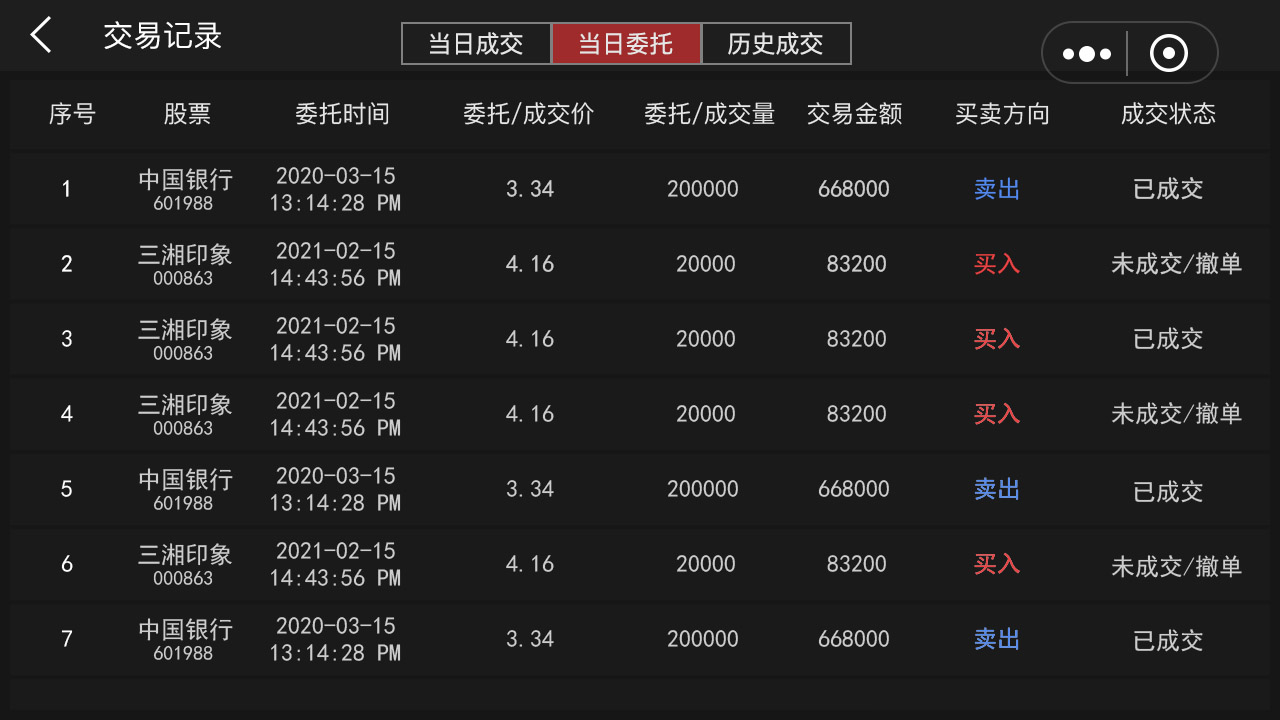 交易记录
当日成交 当日委托 历史成交
序号 股票 委托时间 委托/成交价 委托/成交量 交易金额 买卖方向 成交状态
1 中国银行 601988 2020-03-15 13:14:28 PM 3.34 200000 668000 卖出 已成交
2 三湘印象 000863 2021-02-15 14:43:56 PM 4.16 20000 83200 买入 未成交/撤单
3 三湘印象 000863 2021-02-15 14:43:56 PM 4.16 20000 83200 买入 已成交
4 三湘印象 000863 2021-02-15 14:43:56 PM 4.16 20000 83200 买入 未成交/撤单
5 中国银行 601988 2020-03-15 13:14:28 PM 3.34 200000 668000 卖出 已成交
6 三湘印象 000863 2021-02-15 14:43:56 PM 4.16 20000 83200 买入 未成交/撤单
7 中国银行 601988 2020-03-15 13:14:28 PM 3.34 200000 668000 卖出 已成交